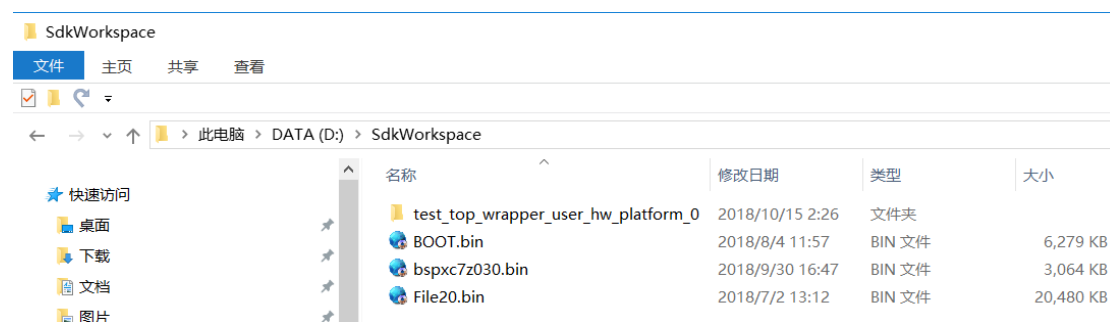 SdkWorkspace
文件 主页 共享 查看
此电脑 > DATA (D:) > SdkWorkspace
名称 修改日期 类型 大小
快速访问
桌面
下载
文档
图片
test_top_wrapper_user_hw_platform_0 2018/10/15 2:26 文件夹
BOOT.bin 2018/8/4 11:57 BIN 文件 6,279 KB
bspxc7z030.bin 2018/9/30 16:47 BIN 文件 3,064 KB
File20.bin 2018/7/2 13:12 BIN 文件 20,480 KB